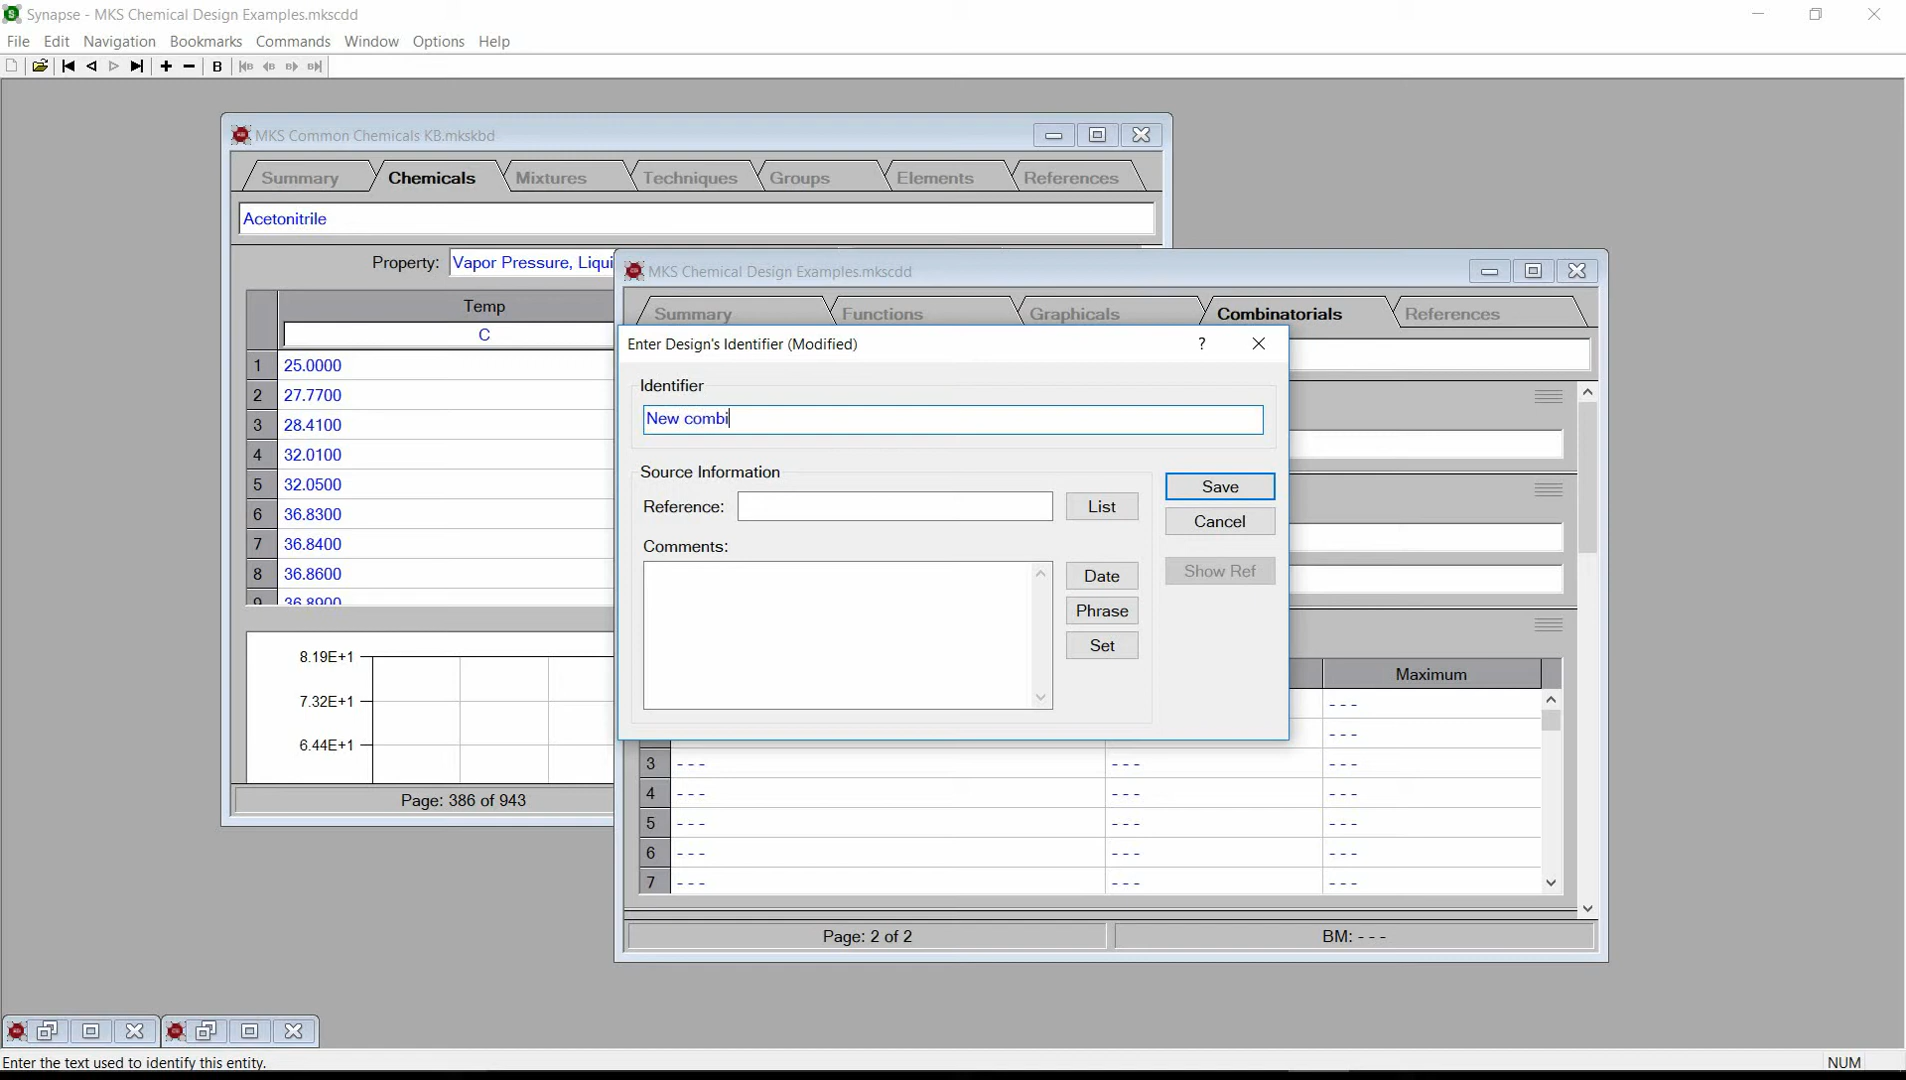 Synapse - MKS Chemical Design Examples.mkscdd
File Edit Navigation Bookmarks Commands Window Options Help
B
MKS Common Chemicals KB.mkskbd
Summary Chemicals Mixtures Techniques Groups Elements References
Acetonitrile
Property: Vapor Pressure, Liqui
Temp
C
1 25.0000
2 27.7700
3 28.4100
4 32.0100
5 32.0500
6 36.8300
7 36.8400
8 36.8600
9 36.8900
8.19E+1
7.32E+1
6.44E+1
Page: 386 of 943
MKS Chemical Design Examples.mkscdd
Summary Functions Graphicals Combinatorials References
Enter Design's Identifier (Modified)
?
Identifier
New combi
Source Information
Reference: List
Comments:
Date
Phrase
Set
Save
Cancel
Show Ref
Maximum
- - -
- - -
3 - - - - - - - - -
4 - - - - - - - - -
5 - - - - - - - - -
6 - - - - - - - - -
7 - - - - - - - - -
Page: 2 of 2 BM: - - -
Enter the text used to identify this entity. NUM